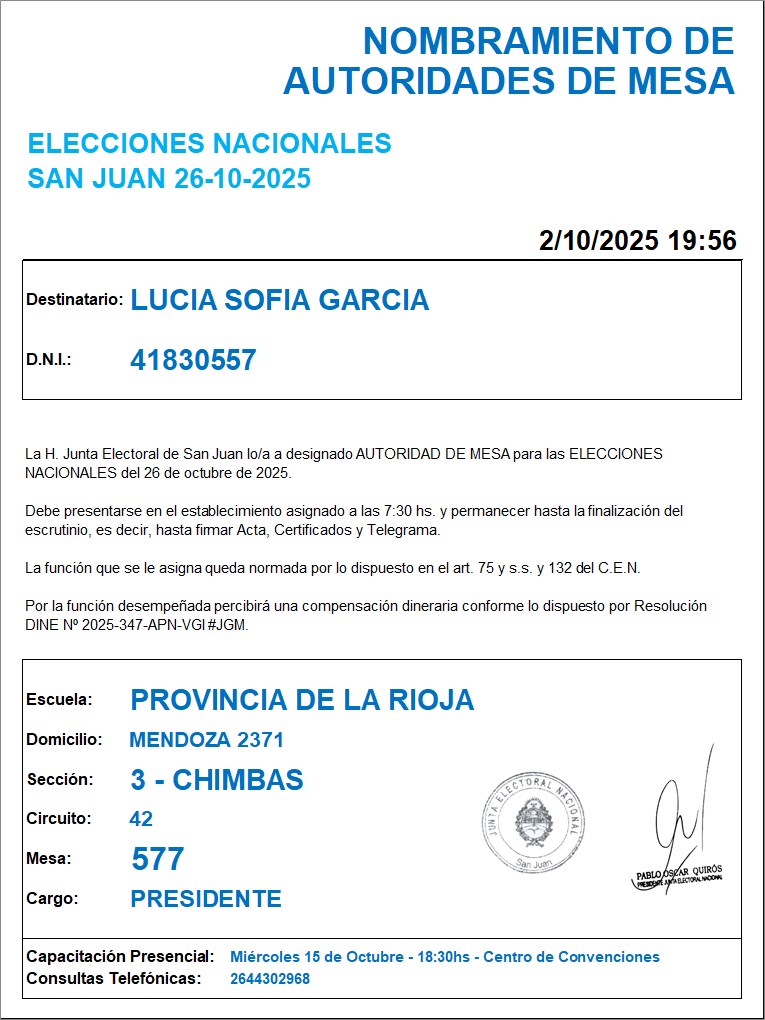 NOMBRAMIENTO DE
AUTORIDADES DE MESA
ELECCIONES NACIONALES
SAN JUAN 26-10-2025
2/10/2025 19:56
Destinatario: LUCIA SOFIA GARCIA
D.N.I.: 41830557
La H. Junta Electoral de San Juan lo/a a designado AUTORIDAD DE MESA para las ELECCIONES
NACIONALES del 26 de octubre de 2025.
Debe presentarse en el establecimiento asignado a las 7:30 hs. y permanecer hasta la finalización del
escrutinio, es decir, hasta firmar Acta, Certificados y Telegrama.
La función que se le asigna queda normada por lo dispuesto en el art. 75 y s.s. y 132 del C.E.N.
Por la función desempeñada percibirá una compensación dineraria conforme lo dispuesto por Resolución
DINE Nº 2025-347-APN-VGI#JGM.
Escuela: PROVINCIA DE LA RIOJA
Domicilio: MENDOZA 2371
Sección: 3 - CHIMBAS
Circuito: 42
Mesa: 577
Cargo: PRESIDENTE
JUNTA ELECTORAL NACIONAL
San Juan
PABLO OSCAR QUIRÓS
PRESIDENTE JUNTA ELECTORAL NACIONAL
Capacitación Presencial: Miércoles 15 de Octubre - 18:30hs - Centro de Convenciones
Consultas Telefónicas: 2644302968